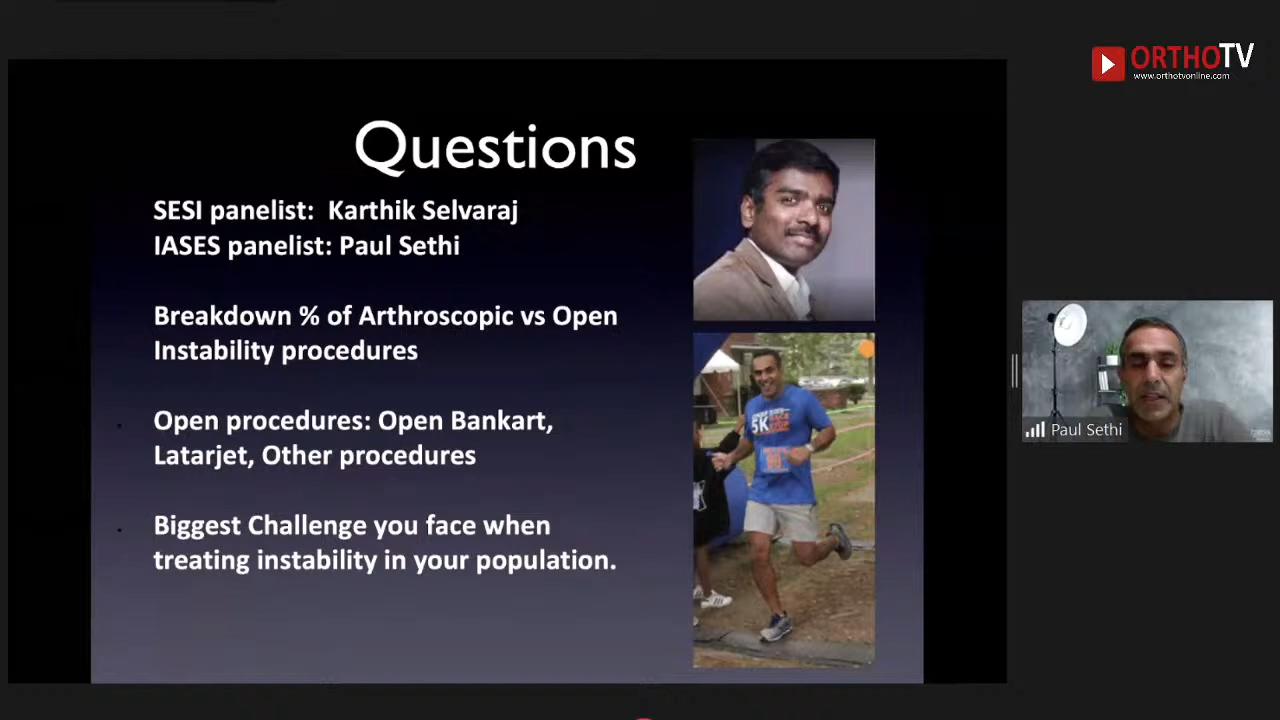 ORTHOTV
www.orthotvonline.com
Questions
SESI panelist: Karthik Selvaraj
IASES panelist: Paul Sethi
Breakdown % of Arthroscopic vs Open
Instability procedures
Open procedures: Open Bankart,
Latarjet, Other procedures
Biggest Challenge you face when
treating instability in your population.
5K
Paul Sethi